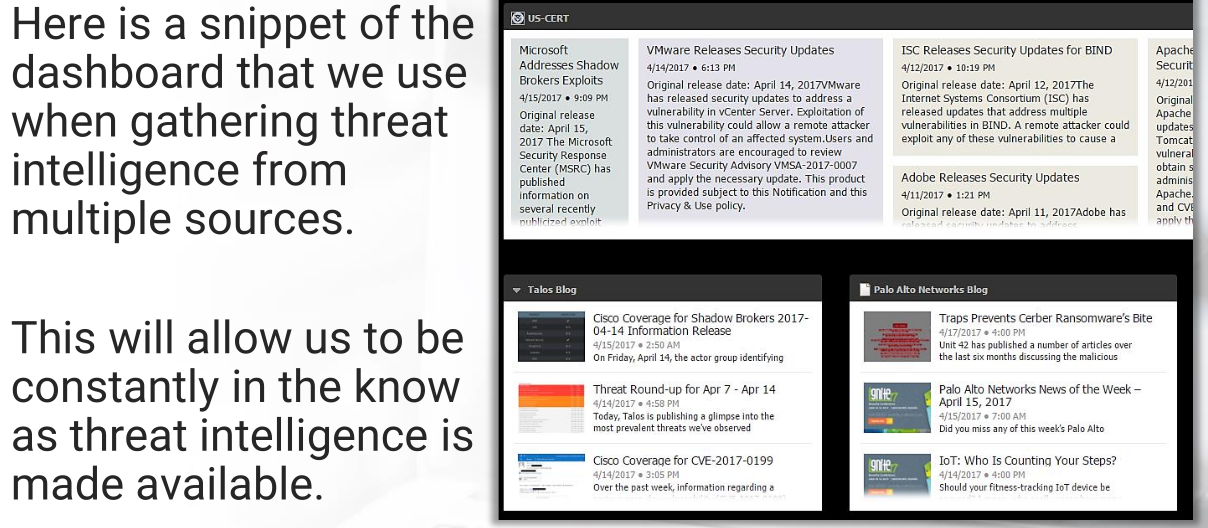 Here is a snippet of the
dashboard that we use
when gathering threat
intelligence from
multiple sources.
This will allow us to be
constantly in the know
as threat intelligence is
made available.
US-CERT
Microsoft
Addresses Shadow
Brokers Exploits
4/15/2017 • 9:09 PM
Original release
date: April 15,
2017 The Microsoft
Security Response
Center (MSRC) has
published
information on
several recently
publicized exploit
VMware Releases Security Updates
4/14/2017 • 6:13 PM
Original release date: April 14, 2017VMware
has released security updates to address a
vulnerability in vCenter Server. Exploitation of
this vulnerability could allow a remote attacker
to take control of an affected system.Users and
administrators are encouraged to review
VMware Security Advisory VMSA-2017-0007
and apply the necessary update. This product
is provided subject to this Notification and this
Privacy & Use policy.
ISC Releases Security Updates for BIND
4/12/2017 • 10:19 PM
Original release date: April 12, 2017The
Internet Systems Consortium (ISC) has
released updates that address multiple
vulnerabilities in BIND. A remote attacker could
exploit any of these vulnerabilities to cause a
Adobe Releases Security Updates
4/11/2017 • 1:21 PM
Original release date: April 11, 2017Adobe has
released security updates to address
Apache
Securit
4/12/201
Original
Apache
updates
Tomcat
vulneral
obtain s
adminis
Apache.
and CVE
apply th
Talos Blog
Cisco Coverage for Shadow Brokers 2017-
04-14 Information Release
4/15/2017 • 2:50 AM
On Friday, April 14, the actor group identifying
Threat Round-up for Apr 7 - Apr 14
4/14/2017 • 4:58 PM
Today, Talos is publishing a glimpse into the
most prevalent threats we've observed
Cisco Coverage for CVE-2017-0199
4/14/2017 • 3:05 PM
Over the past week, information regarding a
Palo Alto Networks Blog
Traps Prevents Cerber Ransomware's Bite
4/17/2017 • 4:00 PM
Unit 42 has published a number of articles over
the last six months discussing the malicious
Ignite'17
Palo Alto Networks News of the Week –
April 15, 2017
4/15/2017 • 7:00 AM
Did you miss any of this week's Palo Alto
Ignite'17
IoT: Who Is Counting Your Steps?
4/14/2017 • 4:00 PM
Should your fitness-tracking IoT device be